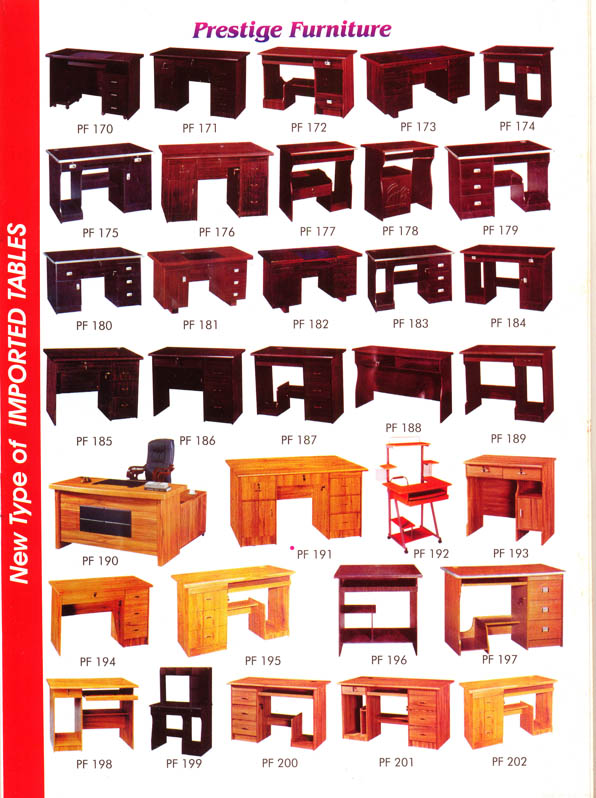 Prestige Furniture
New Type of IMPORTED TABLES
PF 170 PF 171 PF 172 PF 173 PF 174
PF 175 PF 176 PF 177 PF 178 PF 179
PF 180 PF 181 PF 182 PF 183 PF 184
PF 185 PF 186 PF 187 PF 188 PF 189
PF 190 PF 191 PF 192 PF 193
PF 194 PF 195 PF 196 PF 197
PF 198 PF 199 PF 200 PF 201 PF 202